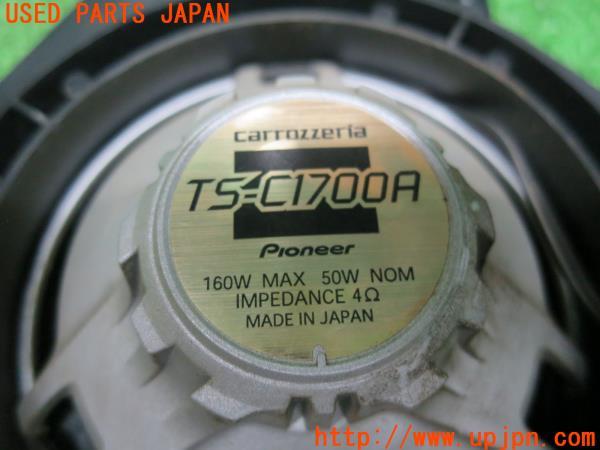 USED PARTS JAPAN
carrozzeria
TS-C1700A
Pioneer
160W MAX 50W NOM
IMPEDANCE 4Ω
MADE IN JAPAN
http://www.upjpn.com